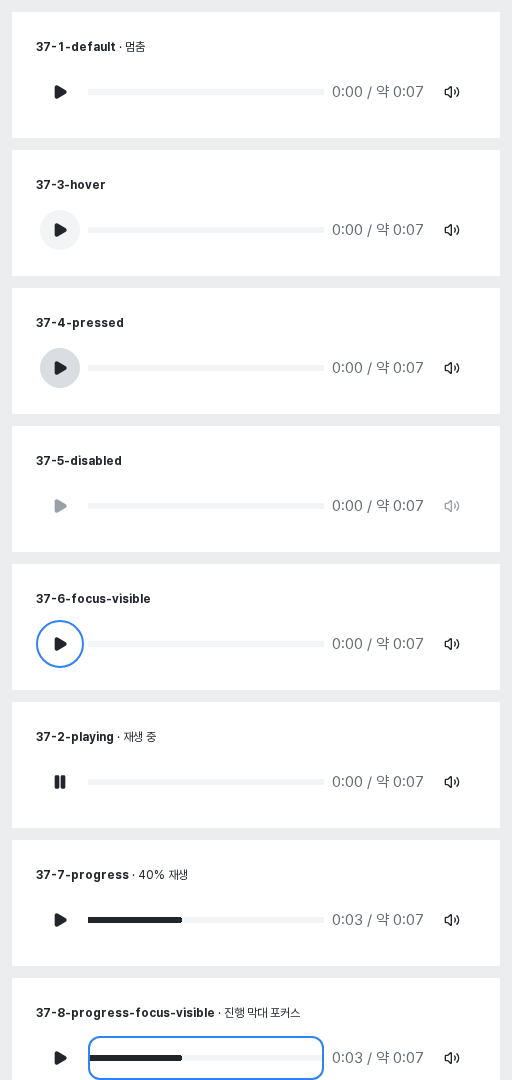 37-1-default · 멈춤
0:00 / 약 0:07
37-3-hover
0:00 / 약 0:07
37-4-pressed
0:00 / 약 0:07
37-5-disabled
0:00 / 약 0:07
37-6-focus-visible
0:00 / 약 0:07
37-2-playing · 재생 중
0:00 / 약 0:07
37-7-progress · 40% 재생
0:03 / 약 0:07
37-8-progress-focus-visible · 진행 막대 포커스
0:03 / 약 0:07